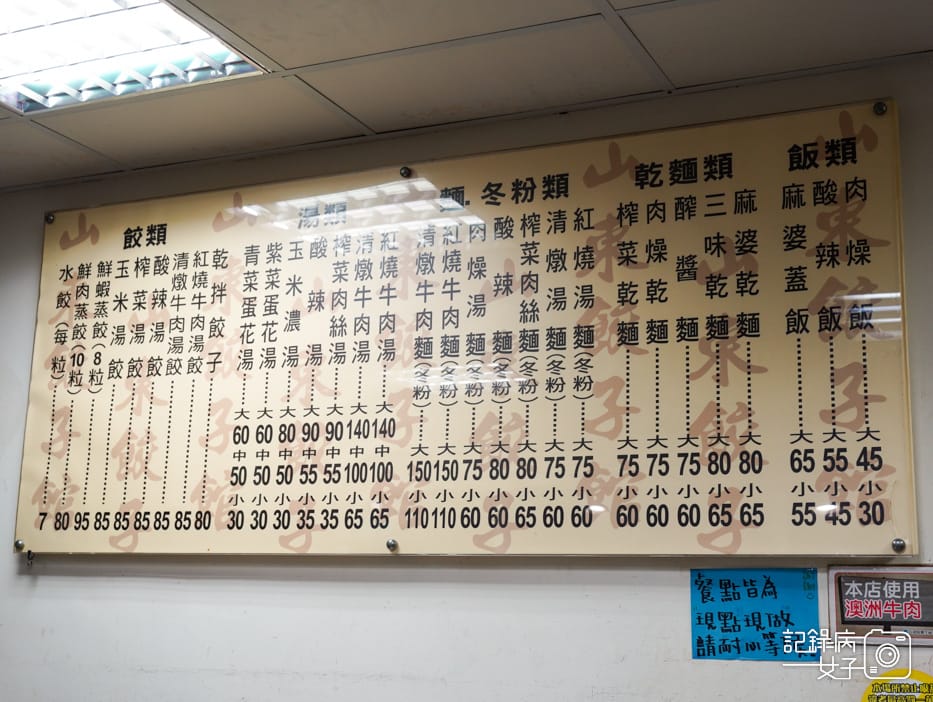 餃類
水餃(每粒) 7
鮮肉蒸餃(10粒) 80
鮮蝦蒸餃(8粒) 95
玉米湯餃 85
榨菜湯餃 85
酸辣湯餃 85
清燉牛肉湯餃 85
紅燒牛肉湯餃 85
乾拌餃子 80
湯類
青菜蛋花湯 大60 中50 小30
紫菜蛋花湯 大60 中50 小30
玉米濃湯 大80 中50 小30
酸辣湯 大90 中55 小35
榨菜肉絲湯 大90 中55 小35
清燉牛肉湯 大140 中100 小65
紅燒牛肉湯 大140 中100 小65
麵.冬粉類
清燉牛肉麵(冬粉) 大150 小110
紅燒牛肉麵(冬粉) 大150 小110
肉燥湯麵(冬粉) 大75 小60
酸辣麵(冬粉) 大80 小60
榨菜肉絲麵(冬粉) 大80 小65
清燉湯麵(冬粉) 大75 小60
紅燒湯麵(冬粉) 大75 小60
乾麵類
榨菜乾麵 大75 小60
肉燥乾麵 大75 小60
醡醬麵 大75 小60
三味乾麵 大80 小65
麻婆乾麵 大80 小65
飯類
麻婆蓋飯 大65 小55
酸辣飯 大55 小45
肉燥飯 大45 小30
山東餃子館
餐點皆為
現點現做
請耐心等
本店使用
澳洲牛肉
記錄病
女子